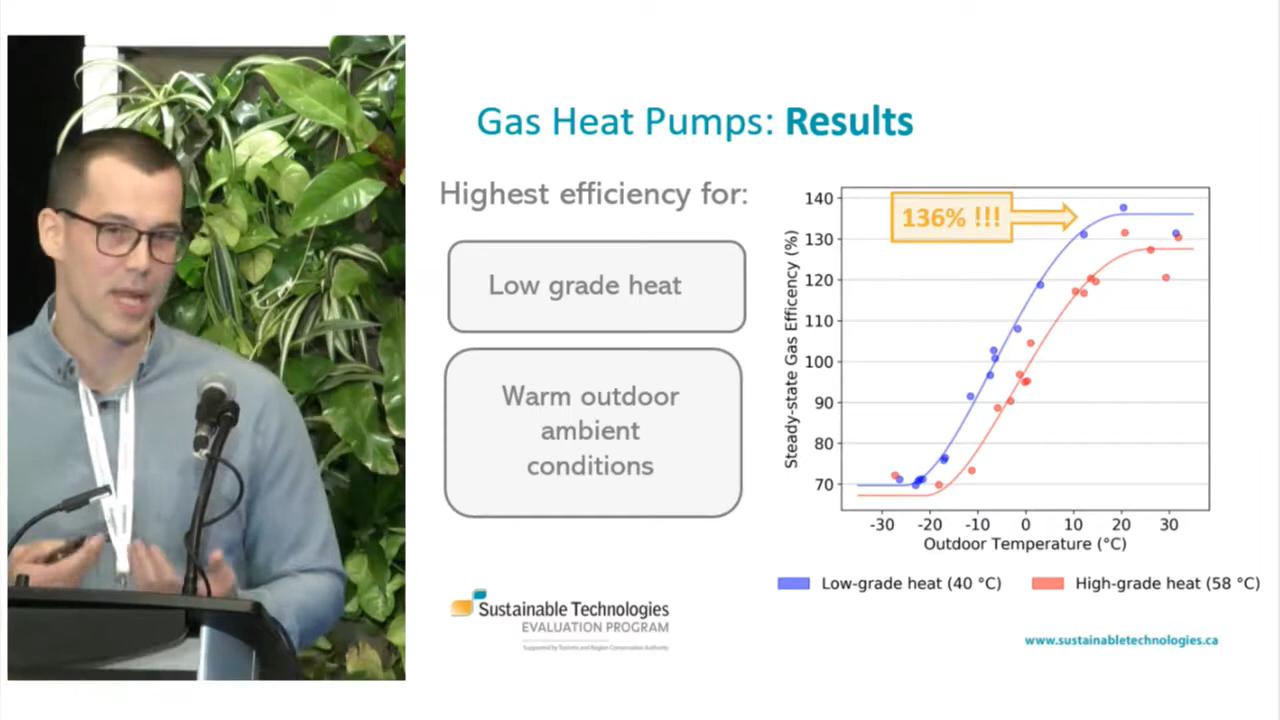 Gas Heat Pumps: Results
Highest efficiency for:
Low grade heat
Warm outdoor
ambient
conditions
136% !!!
140
130
120
110
100
90
80
70
Steady-state Gas Efficency (%)
-30 -20 -10 0 10 20 30
Outdoor Temperature (°C)
Low-grade heat (40 °C) High-grade heat (58 °C)
Sustainable Technologies
EVALUATION PROGRAM
Supported by Toronto and Region Conservation Authority
www.sustainabletechnologies.ca